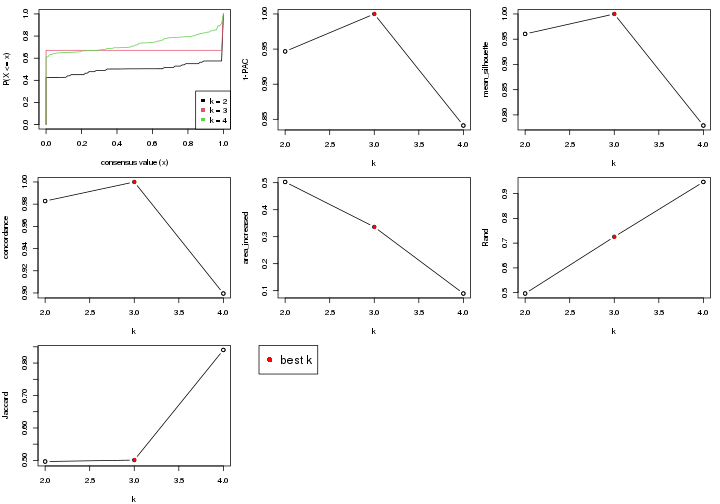 P(X <= x)
0.0 0.2 0.4 0.6 0.8 1.0
k = 2
k = 3
k = 4
0.0 0.2 0.4 0.6 0.8 1.0
consensus value (x)
1-PAC
0.85 0.90 0.95 1.00
2.0 2.5 3.0 3.5 4.0
k
mean_silhouette
0.80 0.85 0.90 0.95 1.00
2.0 2.5 3.0 3.5 4.0
k
concordance
0.90 0.92 0.94 0.96 0.98 1.00
2.0 2.5 3.0 3.5 4.0
k
area_increased
0.1 0.2 0.3 0.4 0.5
2.0 2.5 3.0 3.5 4.0
k
Rand
0.5 0.6 0.7 0.8 0.9
2.0 2.5 3.0 3.5 4.0
k
Jaccard
0.50 0.60 0.70 0.80
2.0 2.5 3.0 3.5 4.0
k
best k